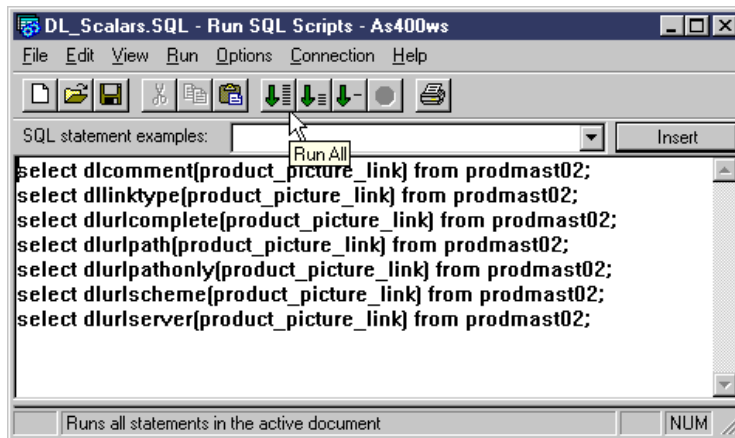 DL_Scalars.SQL - Run SQL Scripts - As400ws
File Edit View Run Options Connection Help
SQL statement examples: Insert
Run All
select dlcomment(product_picture_link) from prodmast02;
select dllinktype(product_picture_link) from prodmast02;
select dlurlcomplete(product_picture_link) from prodmast02;
select dlurlpath(product_picture_link) from prodmast02;
select dlurlpathonly(product_picture_link) from prodmast02;
select dlurlscheme(product_picture_link) from prodmast02;
select dlurlserver(product_picture_link) from prodmast02;
Runs all statements in the active document NUM